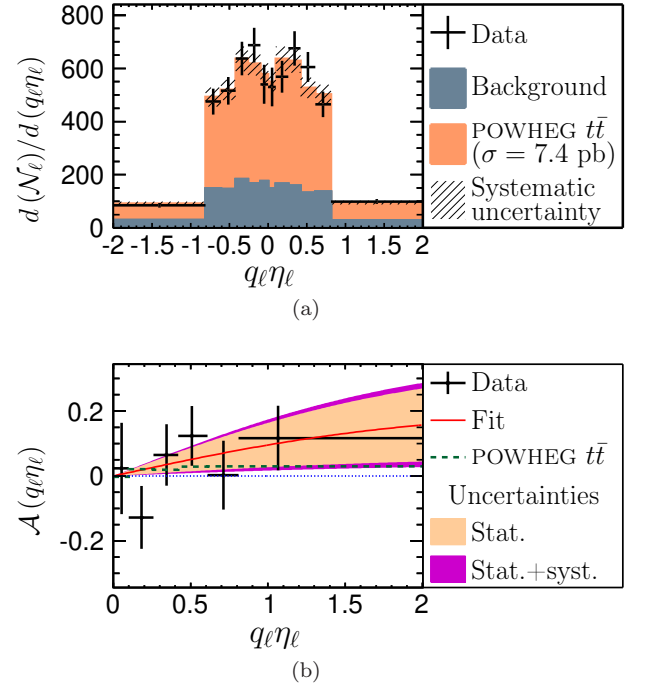 800
600
400
200
0
-2 -1.5 -1 -0.5 0 0.5 1 1.5 2
d (𝒩ℓ)/d (qℓηℓ)
qℓηℓ
Data
Background
POWHEG tt̄
(σ = 7.4 pb)
Systematic
uncertainty
(a)
0.2
0
-0.2
0 0.5 1 1.5 2
𝒜 (qℓηℓ)
qℓηℓ
Data
Fit
POWHEG tt̄
Uncertainties
Stat.
Stat.+syst.
(b)